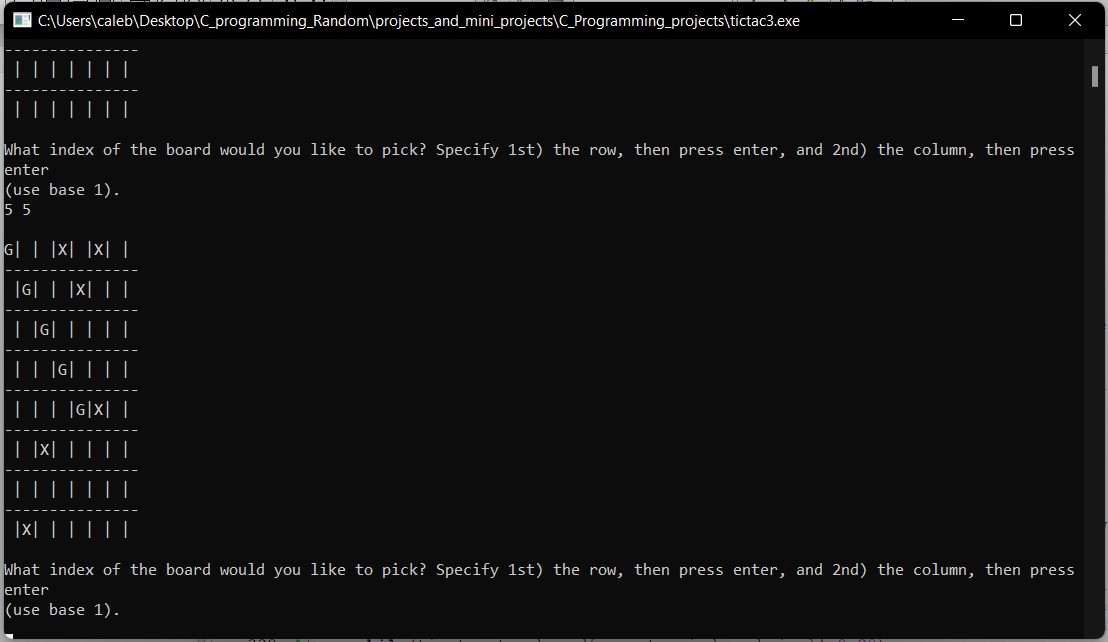 C:\Users\caleb\Desktop\C_programming_Random\projects_and_mini_projects\C_Programming_projects\tictac3.exe
---------------
 | | | | | | |
---------------
 | | | | | | |
What index of the board would you like to pick? Specify 1st) the row, then press enter, and 2nd) the column, then press
enter
(use base 1).
5 5
G| | |X| |X| |
---------------
 |G| | |X| | |
---------------
 | |G| | | | |
---------------
 | | |G| | | |
---------------
 | | | |G|X| |
---------------
 | |X| | | | |
---------------
 | | | | | | |
---------------
 |X| | | | | |
What index of the board would you like to pick? Specify 1st) the row, then press enter, and 2nd) the column, then press
enter
(use base 1).